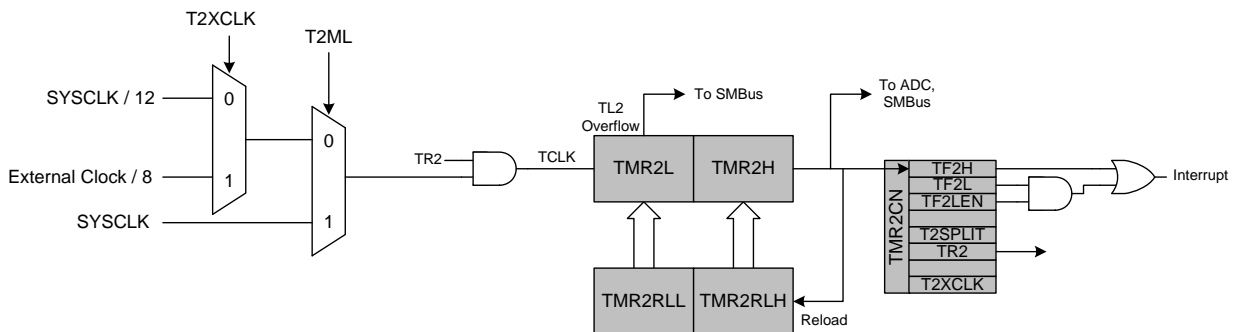 T2XCLK
T2ML
SYSCLK / 12
0
External Clock / 8
1
SYSCLK
0
1
TR2
TCLK
TL2
Overflow
To SMBus
To ADC,
SMBus
TMR2L
TMR2H
TMR2RLL
TMR2RLH
Reload
TMR2CN
TF2H
TF2L
TF2LEN
T2SPLIT
TR2
T2XCLK
Interrupt